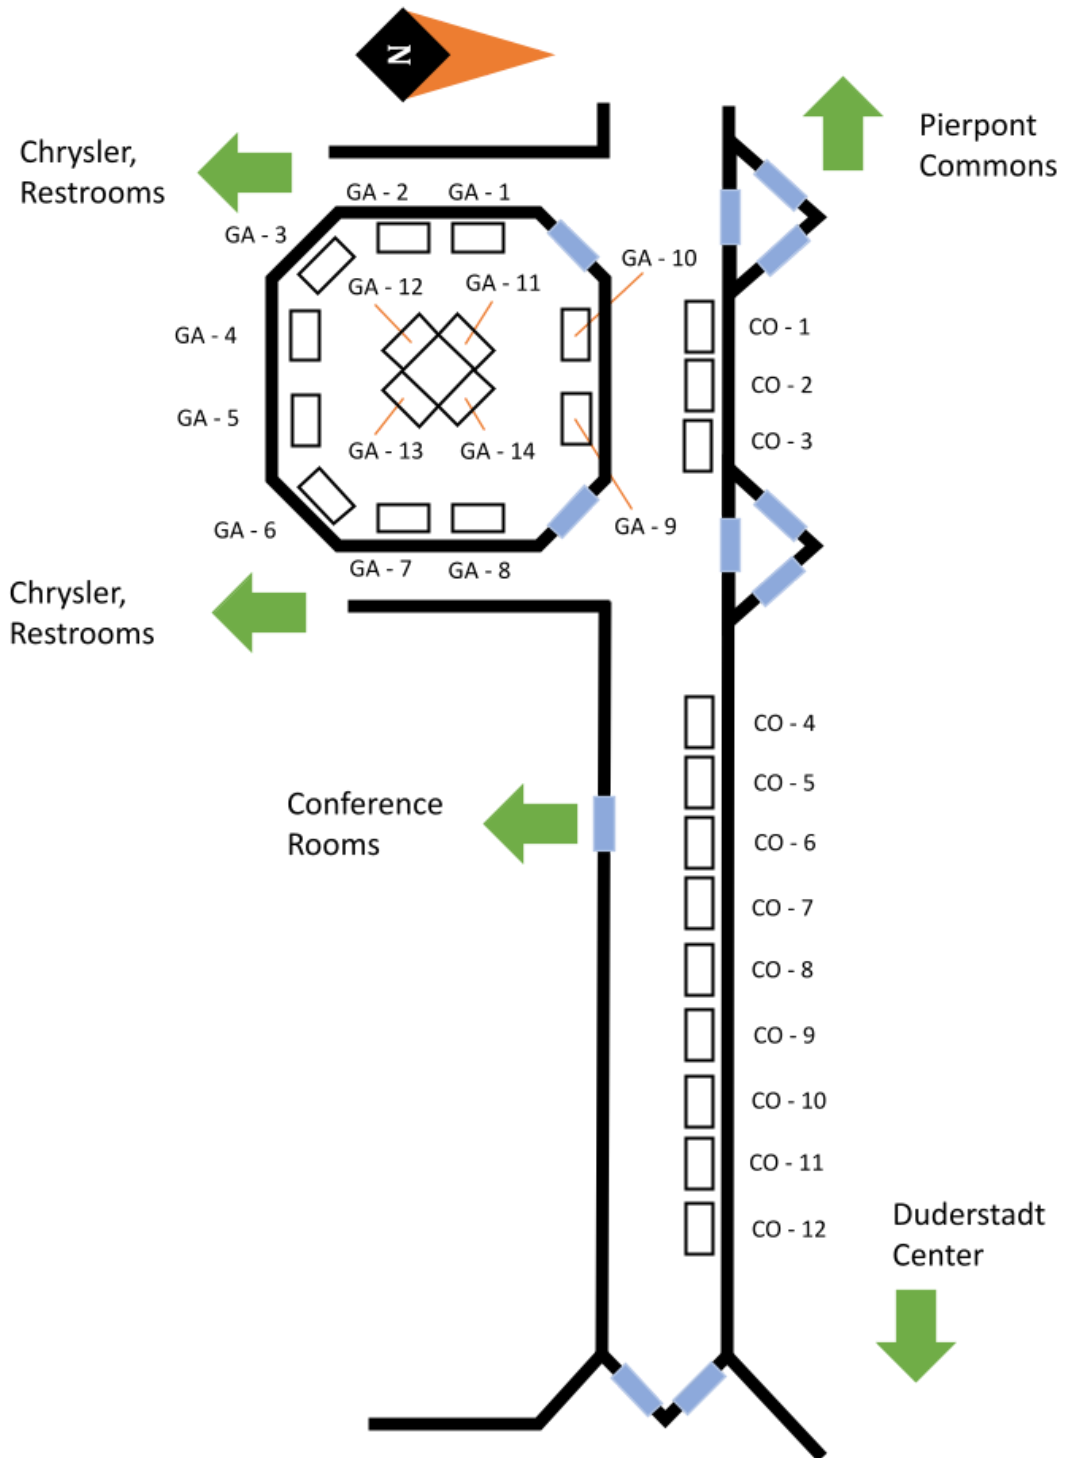 N
Pierpont
Commons
Chrysler,
Restrooms
GA - 2
GA - 1
GA - 3
GA - 10
GA - 12
GA - 11
GA - 4
CO - 1
CO - 2
GA - 5
CO - 3
GA - 13
GA - 14
GA - 6
GA - 9
GA - 7
GA - 8
Chrysler,
Restrooms
CO - 4
CO - 5
Conference
Rooms
CO - 6
CO - 7
CO - 8
CO - 9
CO - 10
CO - 11
CO - 12
Duderstadt
Center